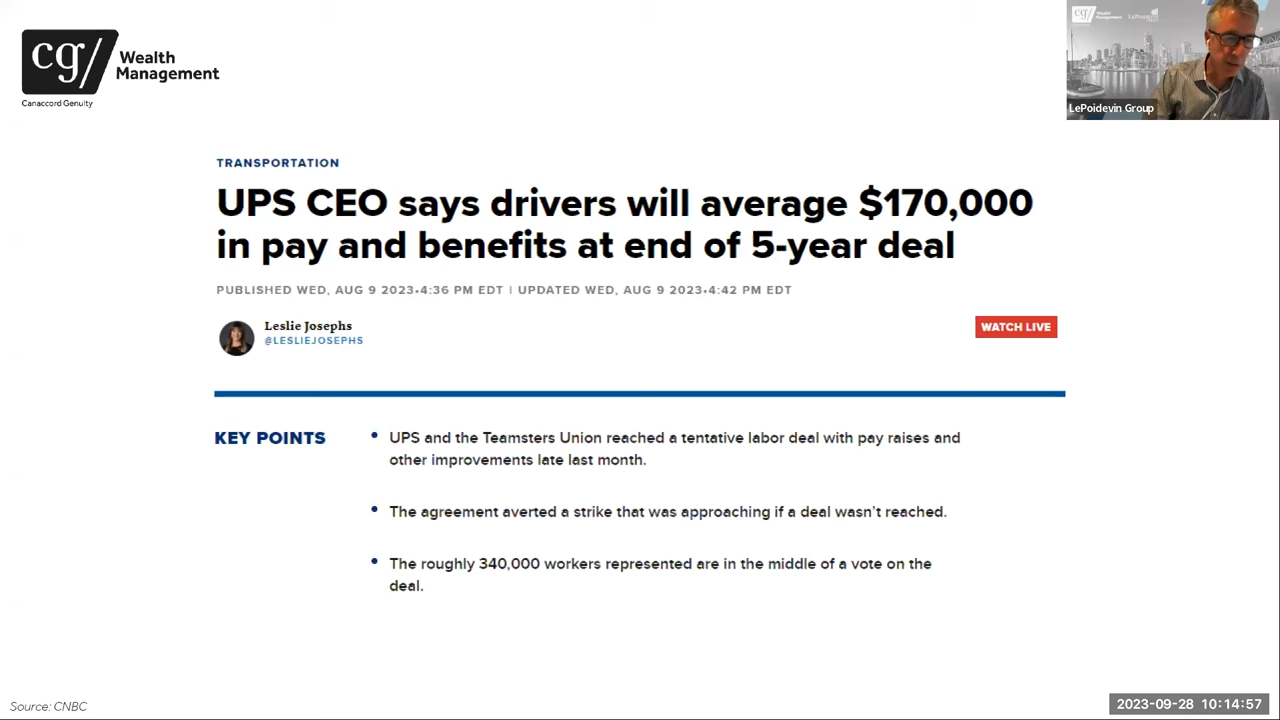 cg/ Wealth
Management
Canaccord Genuity
LePoidevin Group
TRANSPORTATION
UPS CEO says drivers will average $170,000
in pay and benefits at end of 5-year deal
PUBLISHED WED, AUG 9 2023•4:36 PM EDT | UPDATED WED, AUG 9 2023•4:42 PM EDT
Leslie Josephs
@LESLIEJOSEPHS
WATCH LIVE
KEY POINTS
• UPS and the Teamsters Union reached a tentative labor deal with pay raises and
other improvements late last month.
• The agreement averted a strike that was approaching if a deal wasn’t reached.
• The roughly 340,000 workers represented are in the middle of a vote on the
deal.
Source: CNBC
2023-09-28 10:14:57